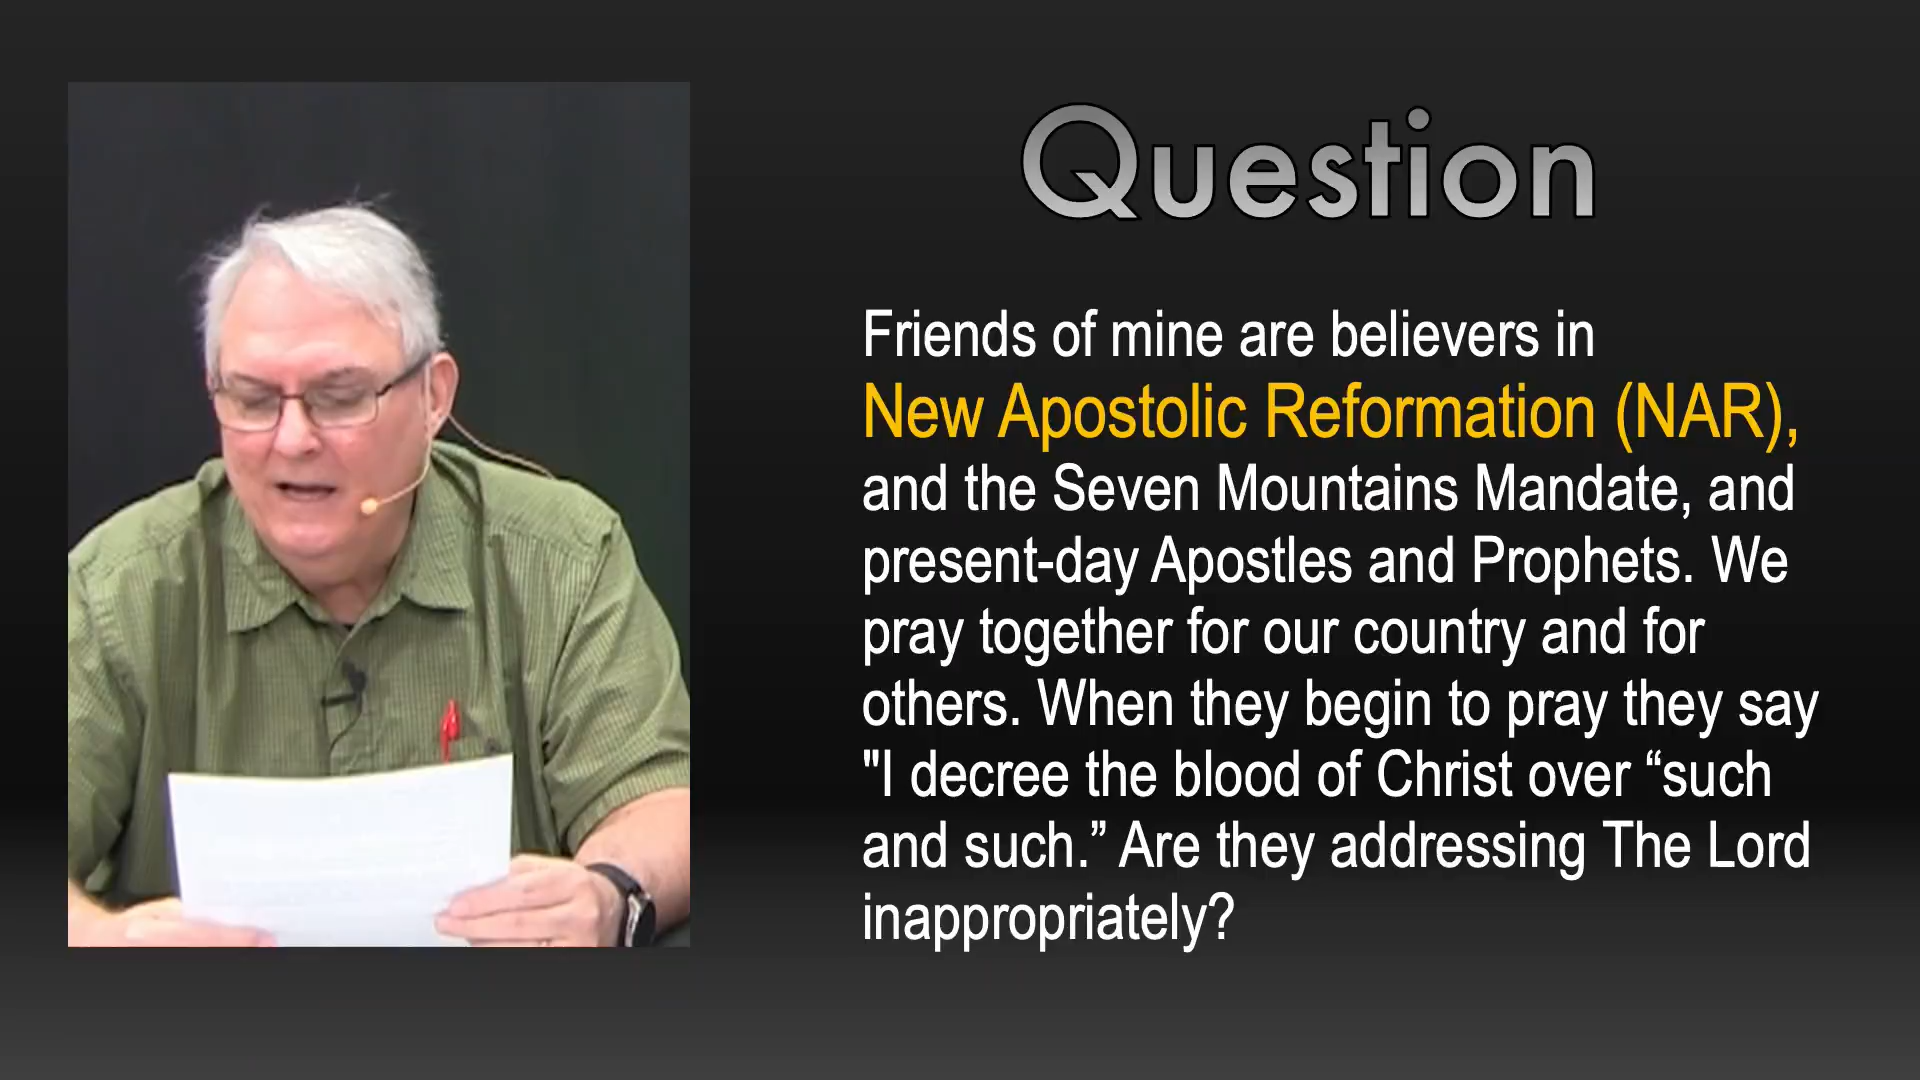 Question
Friends of mine are believers in
New Apostolic Reformation (NAR),
and the Seven Mountains Mandate, and
present-day Apostles and Prophets. We
pray together for our country and for
others. When they begin to pray they say
"I decree the blood of Christ over “such
and such.” Are they addressing The Lord
inappropriately?